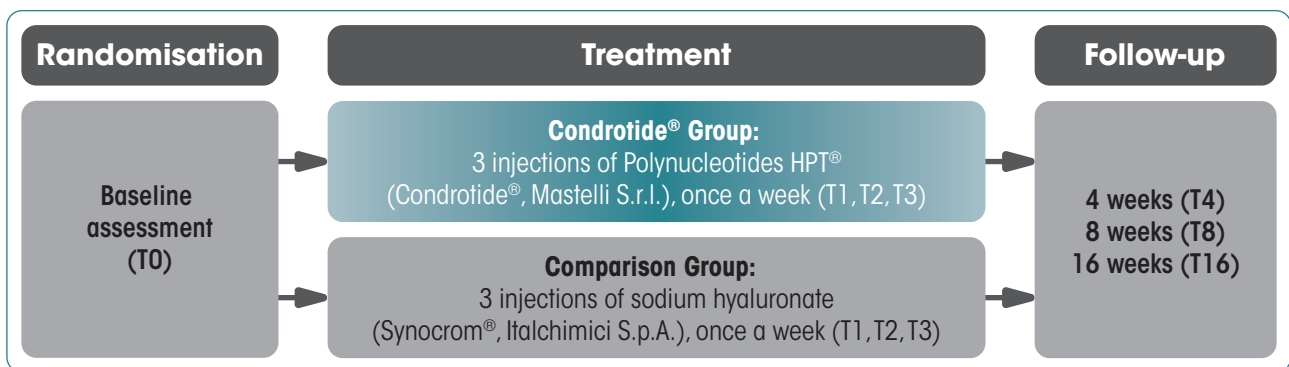 Randomisation
Treatment
Follow-up
Baseline
assessment
(T0)
Condrotide® Group:
3 injections of Polynucleotides HPT®
(Condrotide®, Mastelli S.r.l.), once a week (T1, T2, T3)
Comparison Group:
3 injections of sodium hyaluronate
(Synocrom®, Italchimici S.p.A.), once a week (T1, T2, T3)
4 weeks (T4)
8 weeks (T8)
16 weeks (T16)